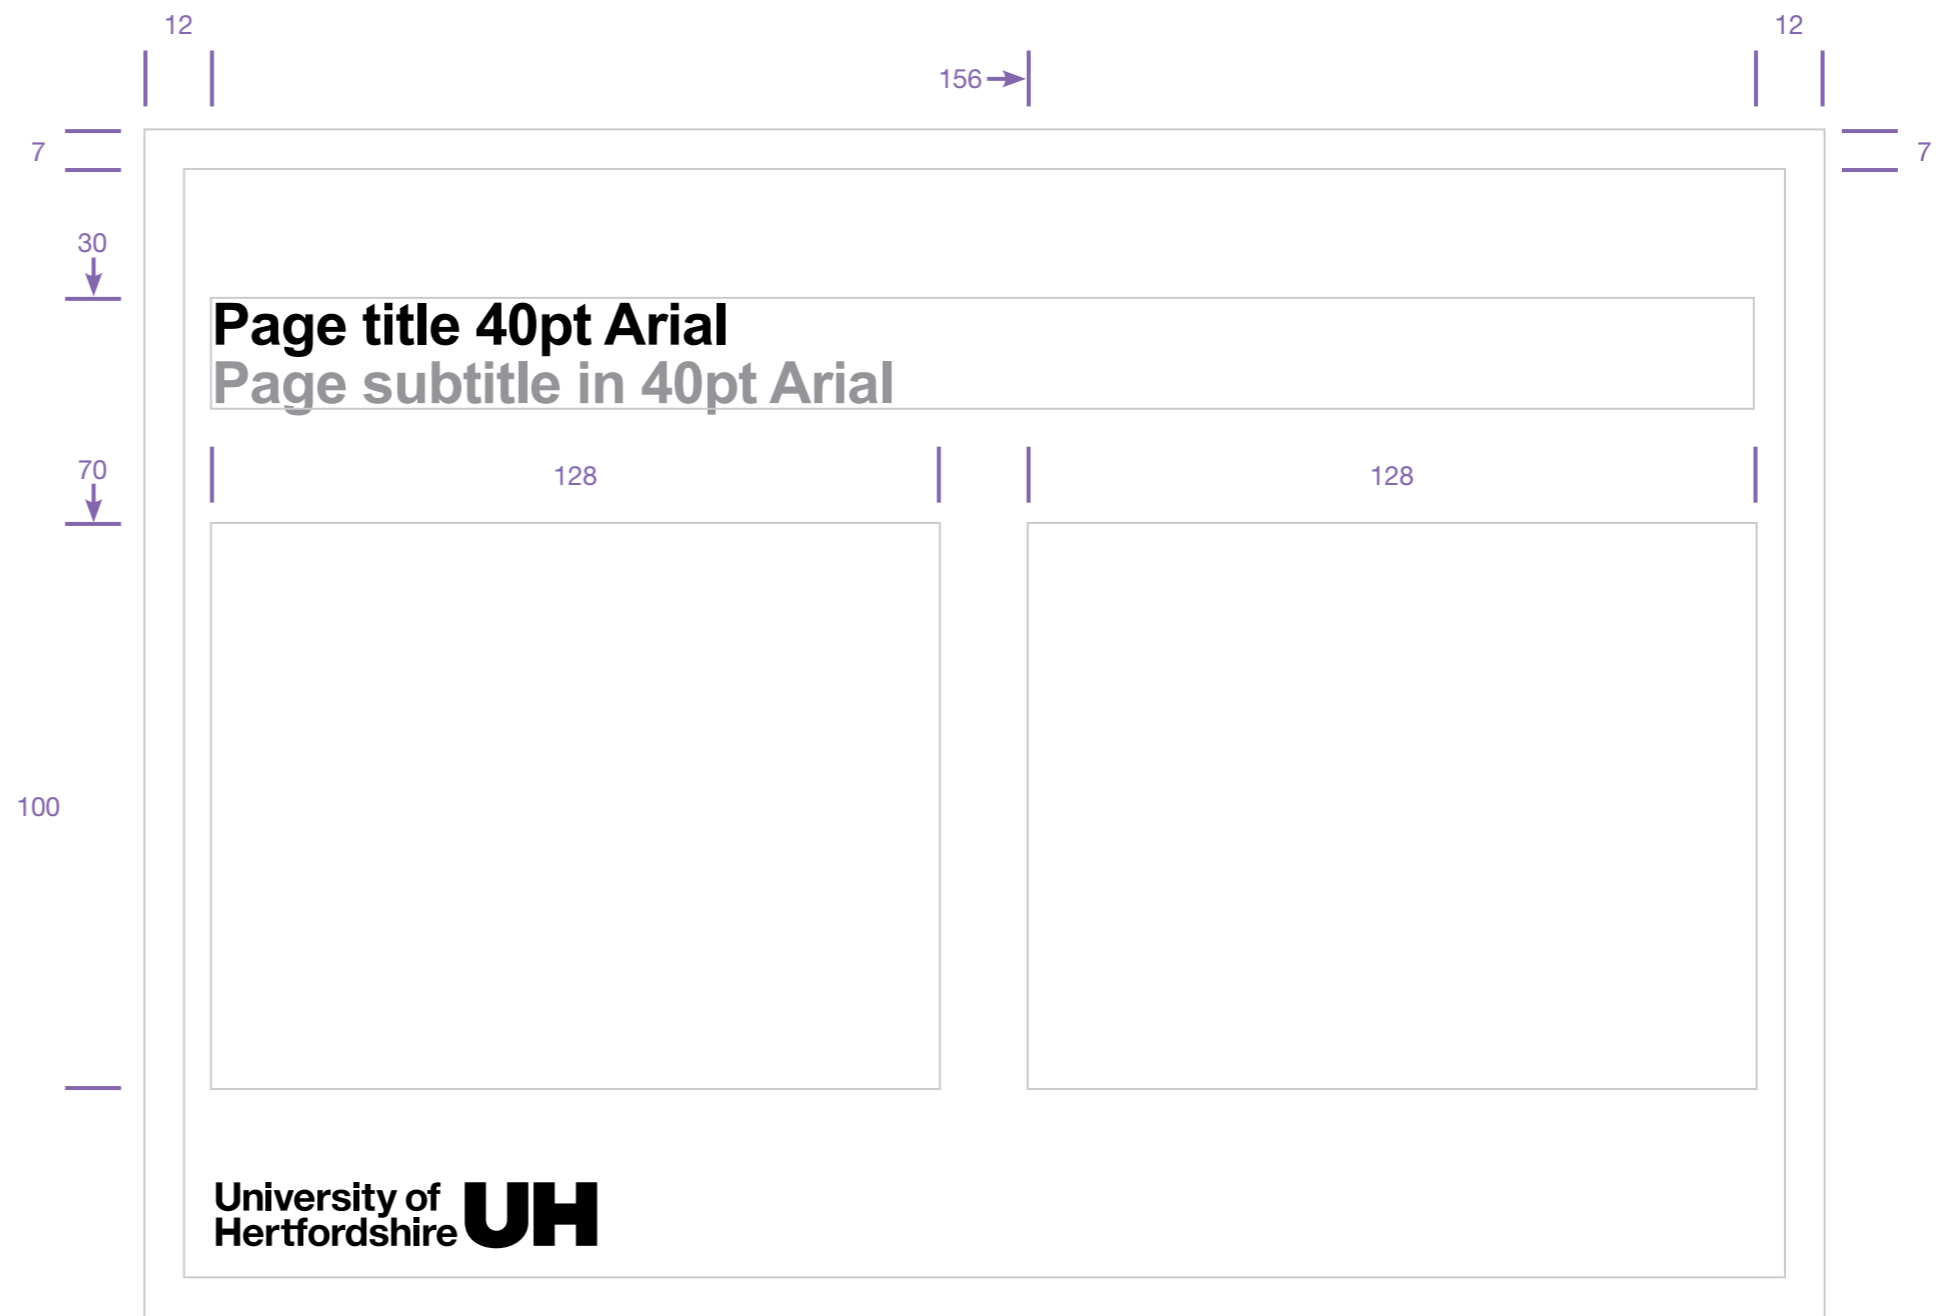 12
12
156
7
7
30
Page title 40pt Arial
Page subtitle in 40pt Arial
70
128
128
100
University of
Hertfordshire
UH